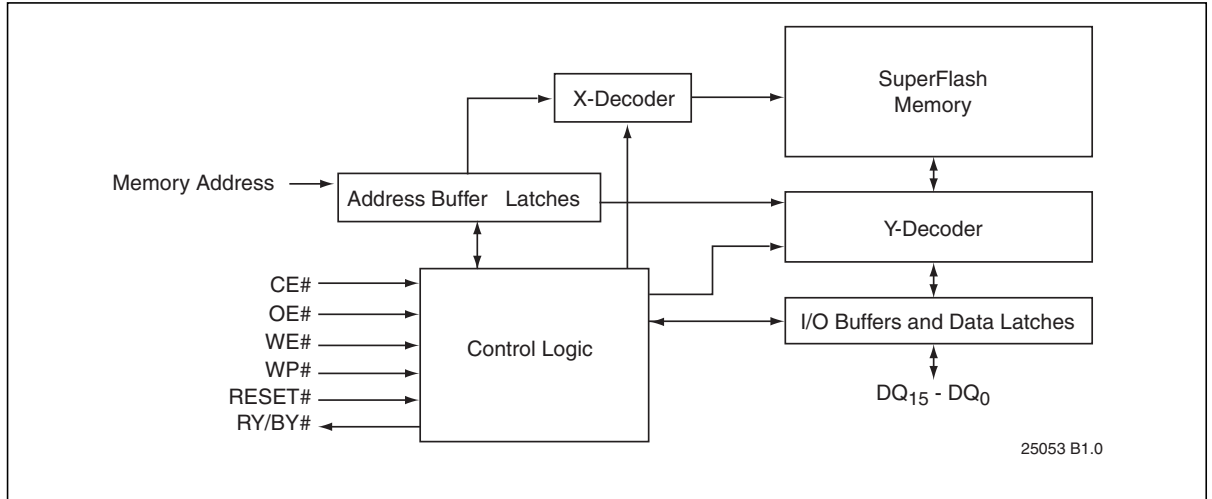 SuperFlash
Memory
X-Decoder
Memory Address
Address Buffer Latches
Y-Decoder
CE#
OE#
WE#
WP#
RESET#
RY/BY#
Control Logic
I/O Buffers and Data Latches
DQ15 - DQ0
25053 B1.0